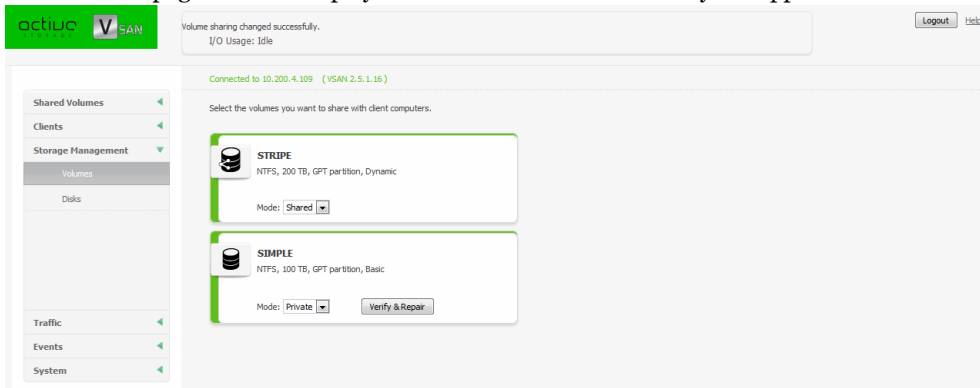 active VSAN
STORAGE
Volume sharing changed successfully.
I/O Usage: Idle
Logout Help
Connected to 10.200.4.109 (VSAN 2.5.1.16)
Shared Volumes
Clients
Storage Management
Volumes
Disks
Traffic
Events
System
Select the volumes you want to share with client computers.
STRIPE
NTFS, 200 TB, GPT partition, Dynamic
Mode: Shared
SIMPLE
NTFS, 100 TB, GPT partition, Basic
Mode: Private Verify & Repair